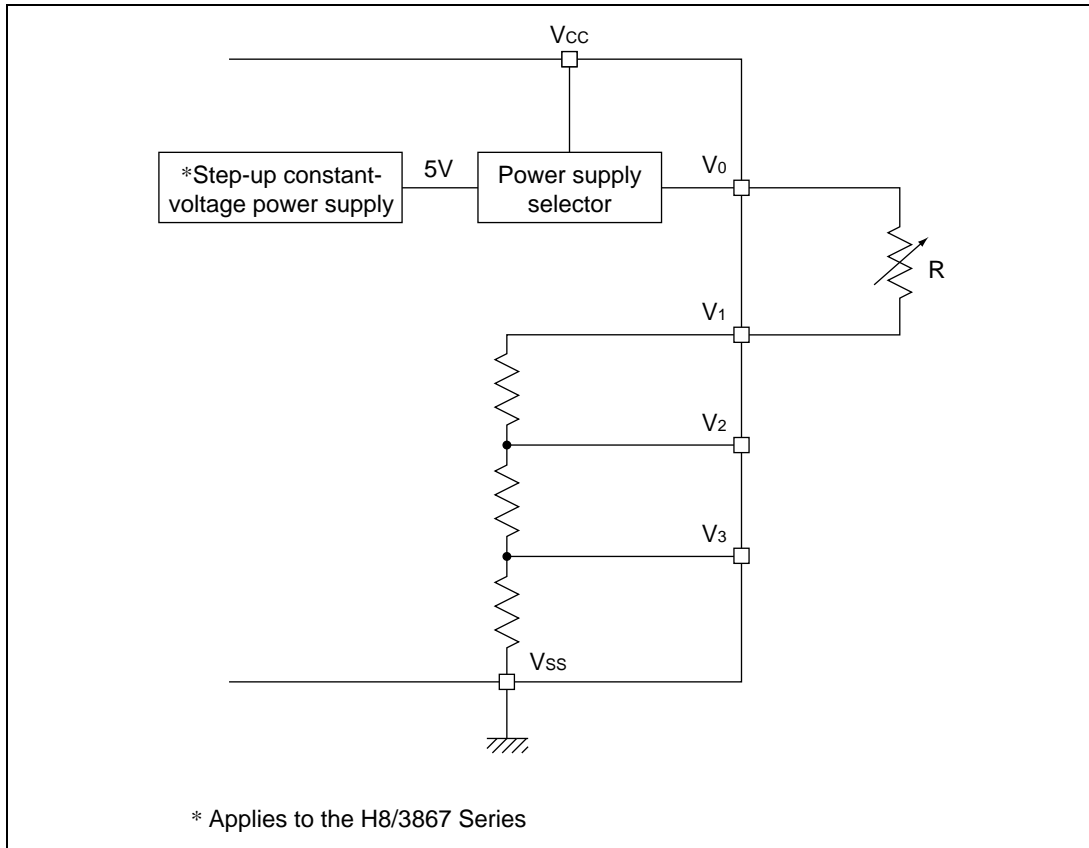 VCC
*Step-up constant-
voltage power supply
5V
Power supply
selector
V0
R
V1
V2
V3
VSS
* Applies to the H8/3867 Series